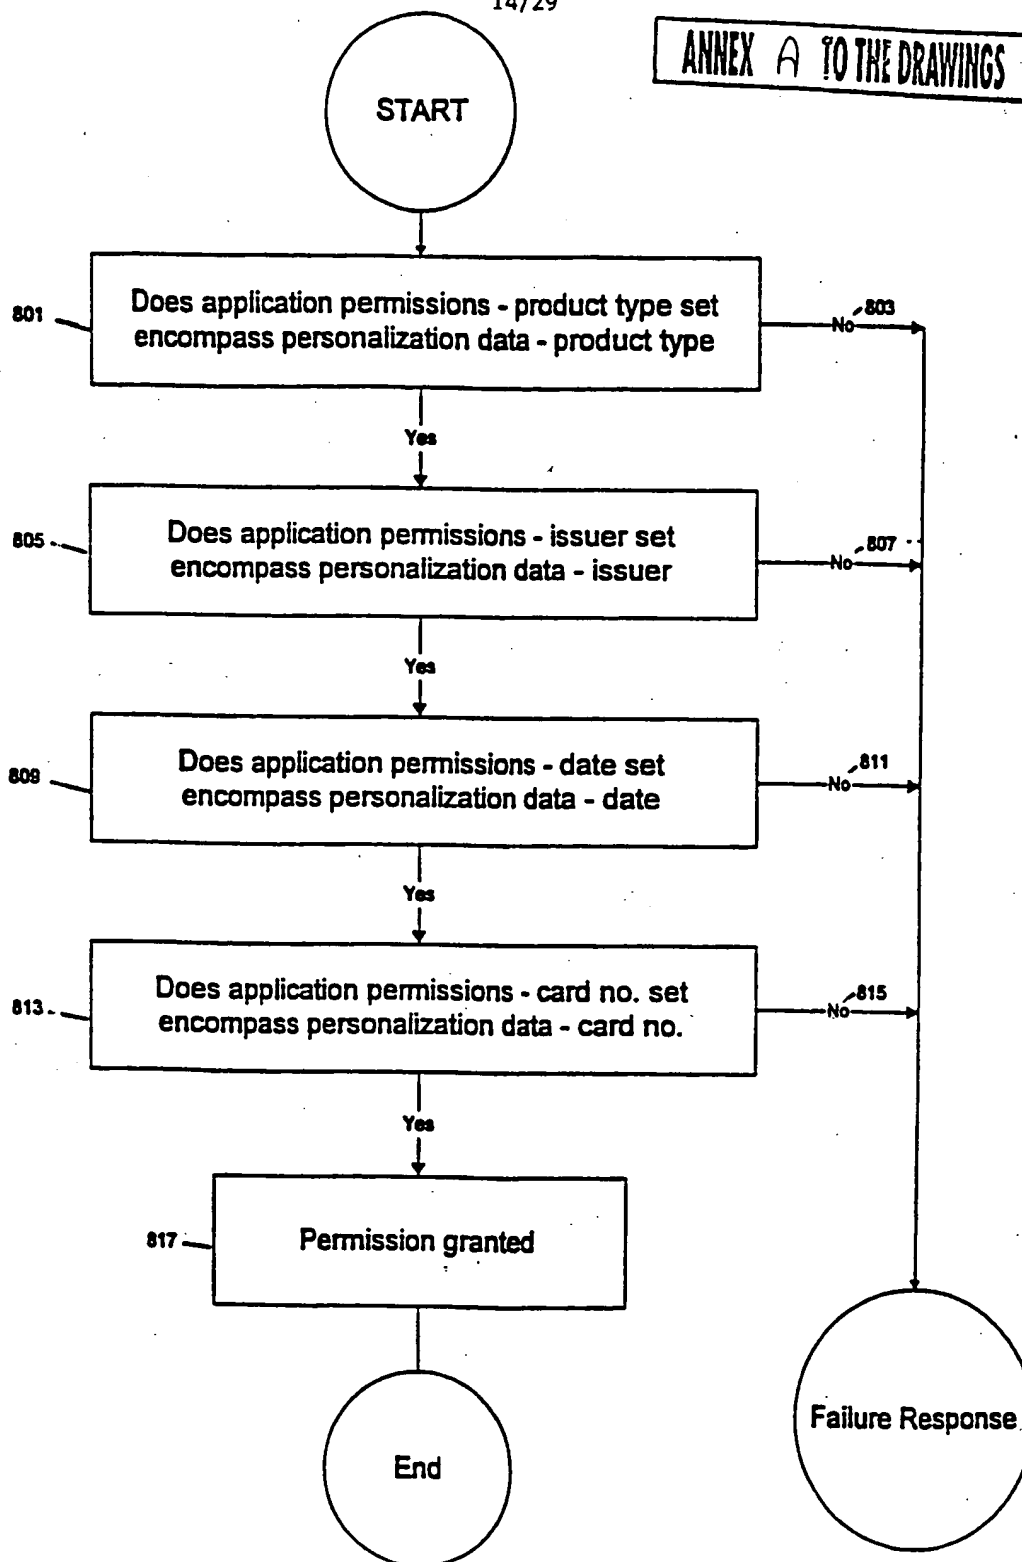 14/29
ANNEX A TO THE DRAWINGS
START
801
Does application permissions - product type set
encompass personalization data - product type
No
803
Yes
805
Does application permissions - issuer set
encompass personalization data - issuer
No
807
Yes
809
Does application permissions - date set
encompass personalization data - date
No
811
Yes
813
Does application permissions - card no. set
encompass personalization data - card no.
No
815
Yes
817
Permission granted
Failure Response
End